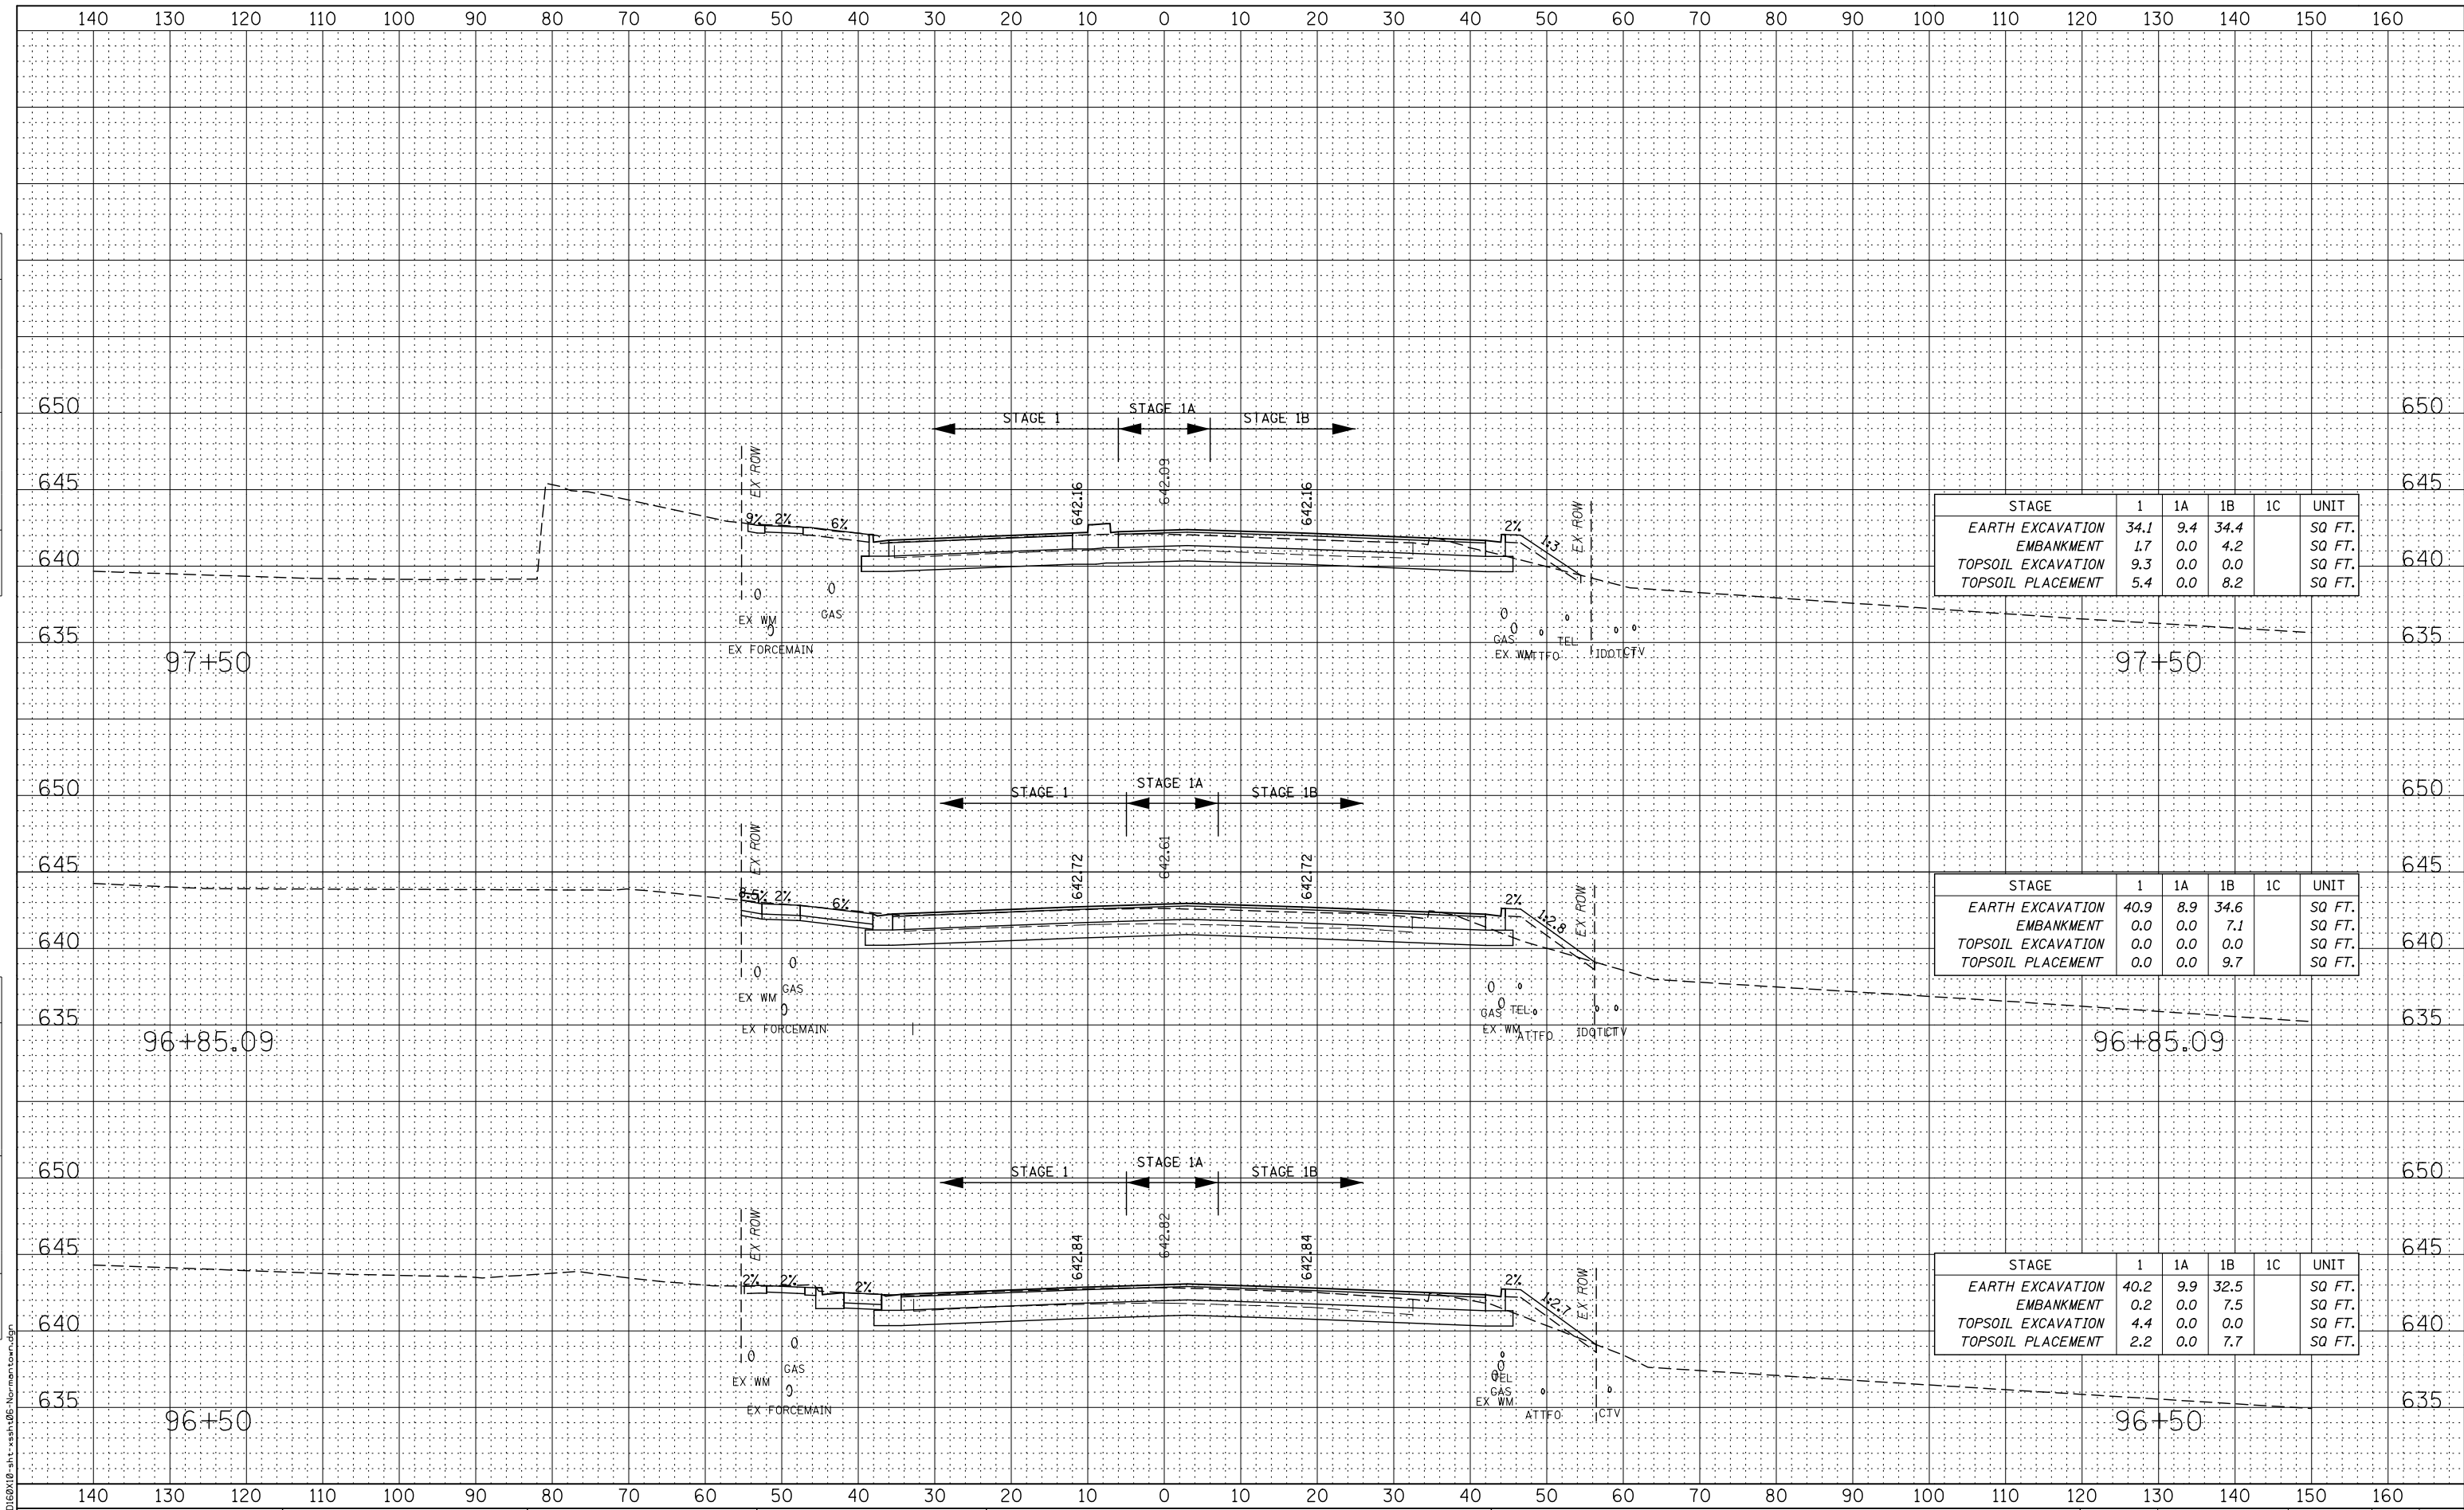 140 130 120 110 100 90 80 70 60 50 40 30 20 10 0 10 20 30 40 50 60 70 80 90 100 110 120 130 140 150 160
650 650
STAGE 1 STAGE 1A STAGE 1B
645 645
EX ROW 642.16 642.09 642.16 EX ROW
9% 2% 6% 2% 1:3
640 640
STAGE 1 1A 1B 1C UNIT
EARTH EXCAVATION 34.1 9.4 34.4 SQ FT.
EMBANKMENT 1.7 0.0 4.2 SQ FT.
TOPSOIL EXCAVATION 9.3 0.0 0.0 SQ FT.
TOPSOIL PLACEMENT 5.4 0.0 8.2 SQ FT.
EX WM GAS
EX FORCEMAIN
GAS TEL
EX WM ATTFO IDOTLT CTV
635 635
97+50 97+50
650 650
STAGE 1 STAGE 1A STAGE 1B
645 645
EX ROW 642.72 642.61 642.72 EX ROW
8.5% 2% 6% 2% 1:2.8
640 640
STAGE 1 1A 1B 1C UNIT
EARTH EXCAVATION 40.9 8.9 34.6 SQ FT.
EMBANKMENT 0.0 0.0 7.1 SQ FT.
TOPSOIL EXCAVATION 0.0 0.0 0.0 SQ FT.
TOPSOIL PLACEMENT 0.0 0.0 9.7 SQ FT.
EX WM GAS
EX FORCEMAIN
GAS TEL
EX WM ATTFO IDOTLT CTV
635 635
96+85.09 96+85.09
650 650
STAGE 1 STAGE 1A STAGE 1B
645 645
EX ROW 642.84 642.82 642.84 EX ROW
2% 2% 2% 2% 1:2.7
640 640
STAGE 1 1A 1B 1C UNIT
EARTH EXCAVATION 40.2 9.9 32.5 SQ FT.
EMBANKMENT 0.2 0.0 7.5 SQ FT.
TOPSOIL EXCAVATION 4.4 0.0 0.0 SQ FT.
TOPSOIL PLACEMENT 2.2 0.0 7.7 SQ FT.
EX WM GAS
EX FORCEMAIN
TEL
GAS
EX WM ATTFO CTV
635 635
96+50 96+50
D160X10-sht-xssht06-Normantown.dgn
140 130 120 110 100 90 80 70 60 50 40 30 20 10 0 10 20 30 40 50 60 70 80 90 100 110 120 130 140 150 160